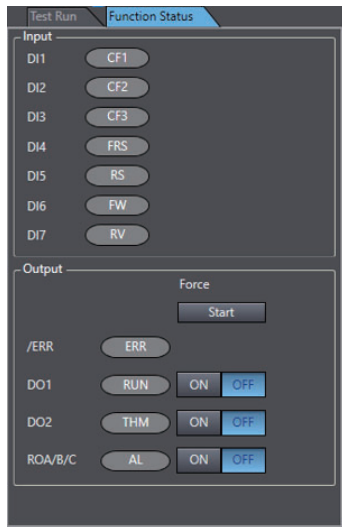 Test Run Function Status
Input
DI1 CF1
DI2 CF2
DI3 CF3
DI4 FRS
DI5 RS
DI6 FW
DI7 RV
Output
Force
Start
/ERR ERR
DO1 RUN ON OFF
DO2 THM ON OFF
ROA/B/C AL ON OFF